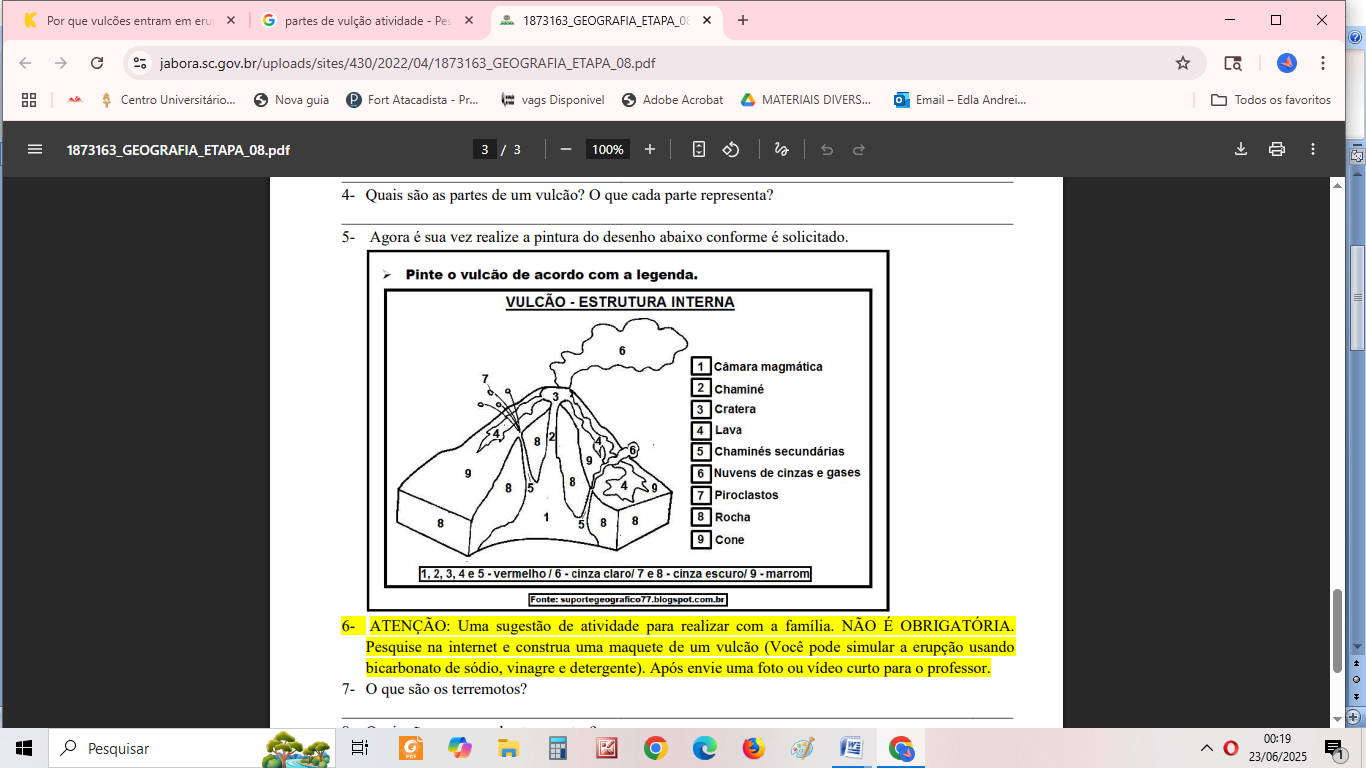 Por que vulcões entram em eru
partes de vulção atividade - Pes
1873163_GEOGRAFIA_ETAPA_08
jabora.sc.gov.br/uploads/sites/430/2022/04/1873163_GEOGRAFIA_ETAPA_08.pdf
Centro Universitário...
Nova guia
Fort Atacadista - Pr...
vags Disponivel
Adobe Acrobat
MATERIAIS DIVERS...
Email – Edla Andrei...
Todos os favoritos
1873163_GEOGRAFIA_ETAPA_08.pdf
3 / 3
100%
4- Quais são as partes de um vulcão? O que cada parte representa?
5- Agora é sua vez realize a pintura do desenho abaixo conforme é solicitado.
Pinte o vulcão de acordo com a legenda.
VULCÃO - ESTRUTURA INTERNA
6
7
3
4
8
2
4
6
9
9
8
5
8
4
9
1
5
8
8
8
1 Câmara magmática
2 Chaminé
3 Cratera
4 Lava
5 Chaminés secundárias
6 Nuvens de cinzas e gases
7 Piroclastos
8 Rocha
9 Cone
1, 2, 3, 4 e 5 - vermelho / 6 - cinza claro/ 7 e 8 - cinza escuro/ 9 - marrom
Fonte: suportegeografico77.blogspot.com.br
6- ATENÇÃO: Uma sugestão de atividade para realizar com a família. NÃO É OBRIGATÓRIA.
Pesquise na internet e construa uma maquete de um vulcão (Você pode simular a erupção usando
bicarbonato de sódio, vinagre e detergente). Após envie uma foto ou vídeo curto para o professor.
7- O que são os terremotos?
Pesquisar
00:19
23/06/2025
1